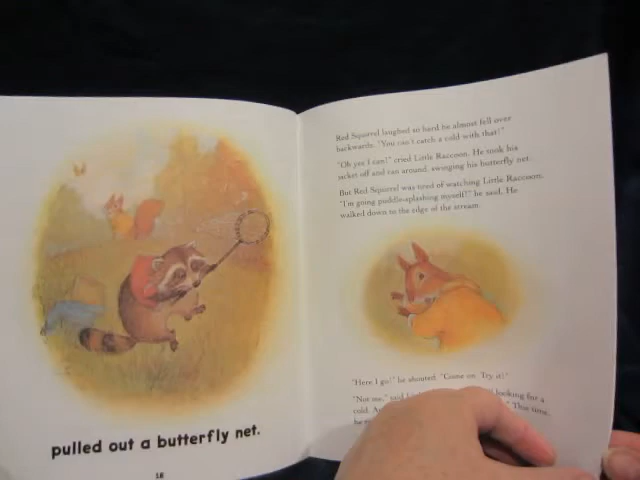 pulled out a butterfly net.
18
Red Squirrel laughed so hard he almost fell over
backwards. "You can't catch a cold with that!"
"Oh yes I can!" cried Little Raccoon. He took his
jacket off and ran around, swinging his butterfly net.
But Red Squirrel was tired of watching Little Raccoon.
"I'm going puddle-splashing myself!" he said. He
walked down to the edge of the stream.
"Here I go!" he shouted. "Come on. Try it!"
"Not me," said looking for a
cold. This time,
he